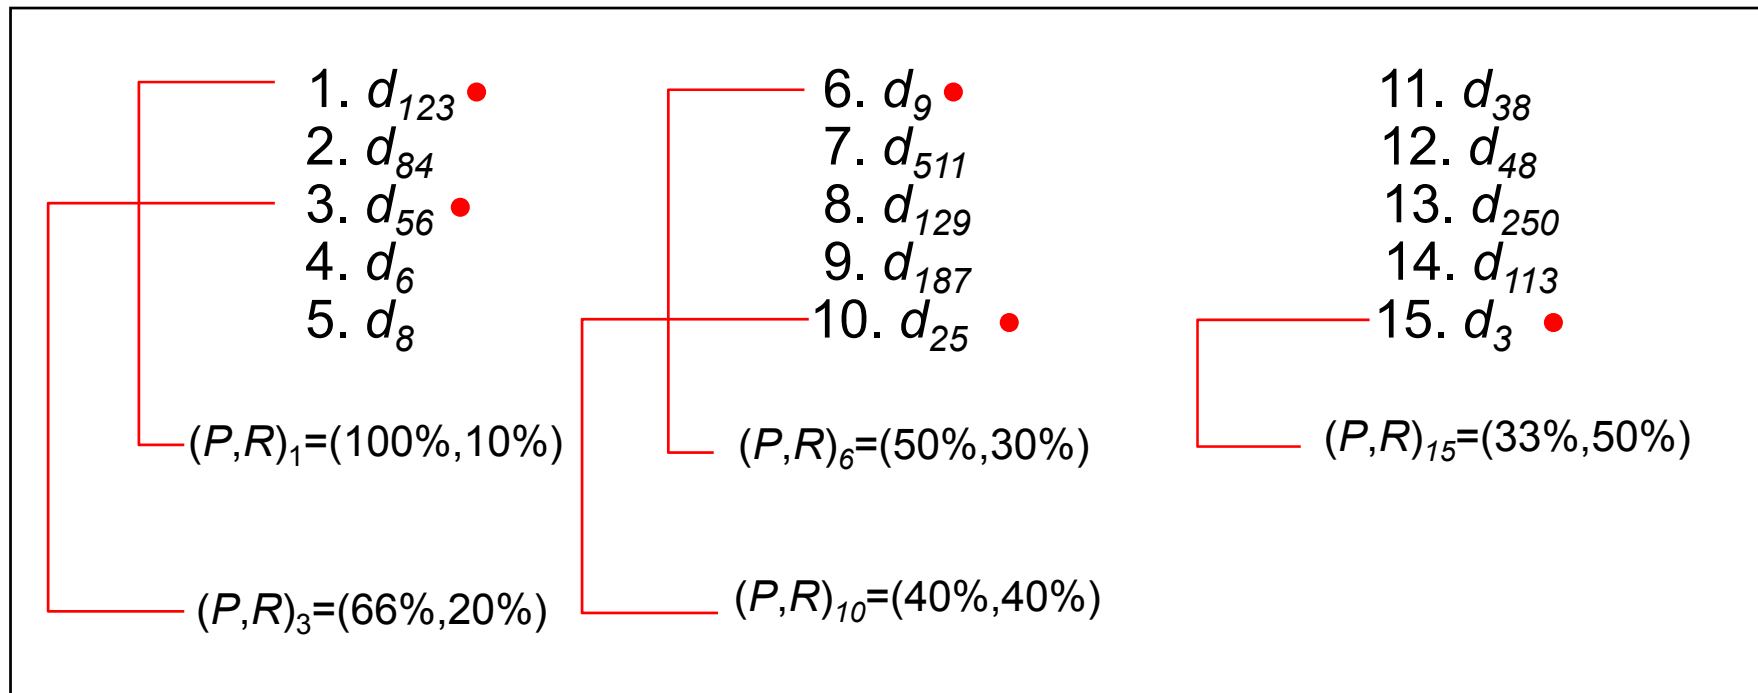 1. d123
2. d84
3. d56
4. d6
5. d8
6. d9
7. d511
8. d129
9. d187
10. d25
11. d38
12. d48
13. d250
14. d113
15. d3
(P,R)1=(100%,10%)
(P,R)3=(66%,20%)
(P,R)6=(50%,30%)
(P,R)10=(40%,40%)
(P,R)15=(33%,50%)